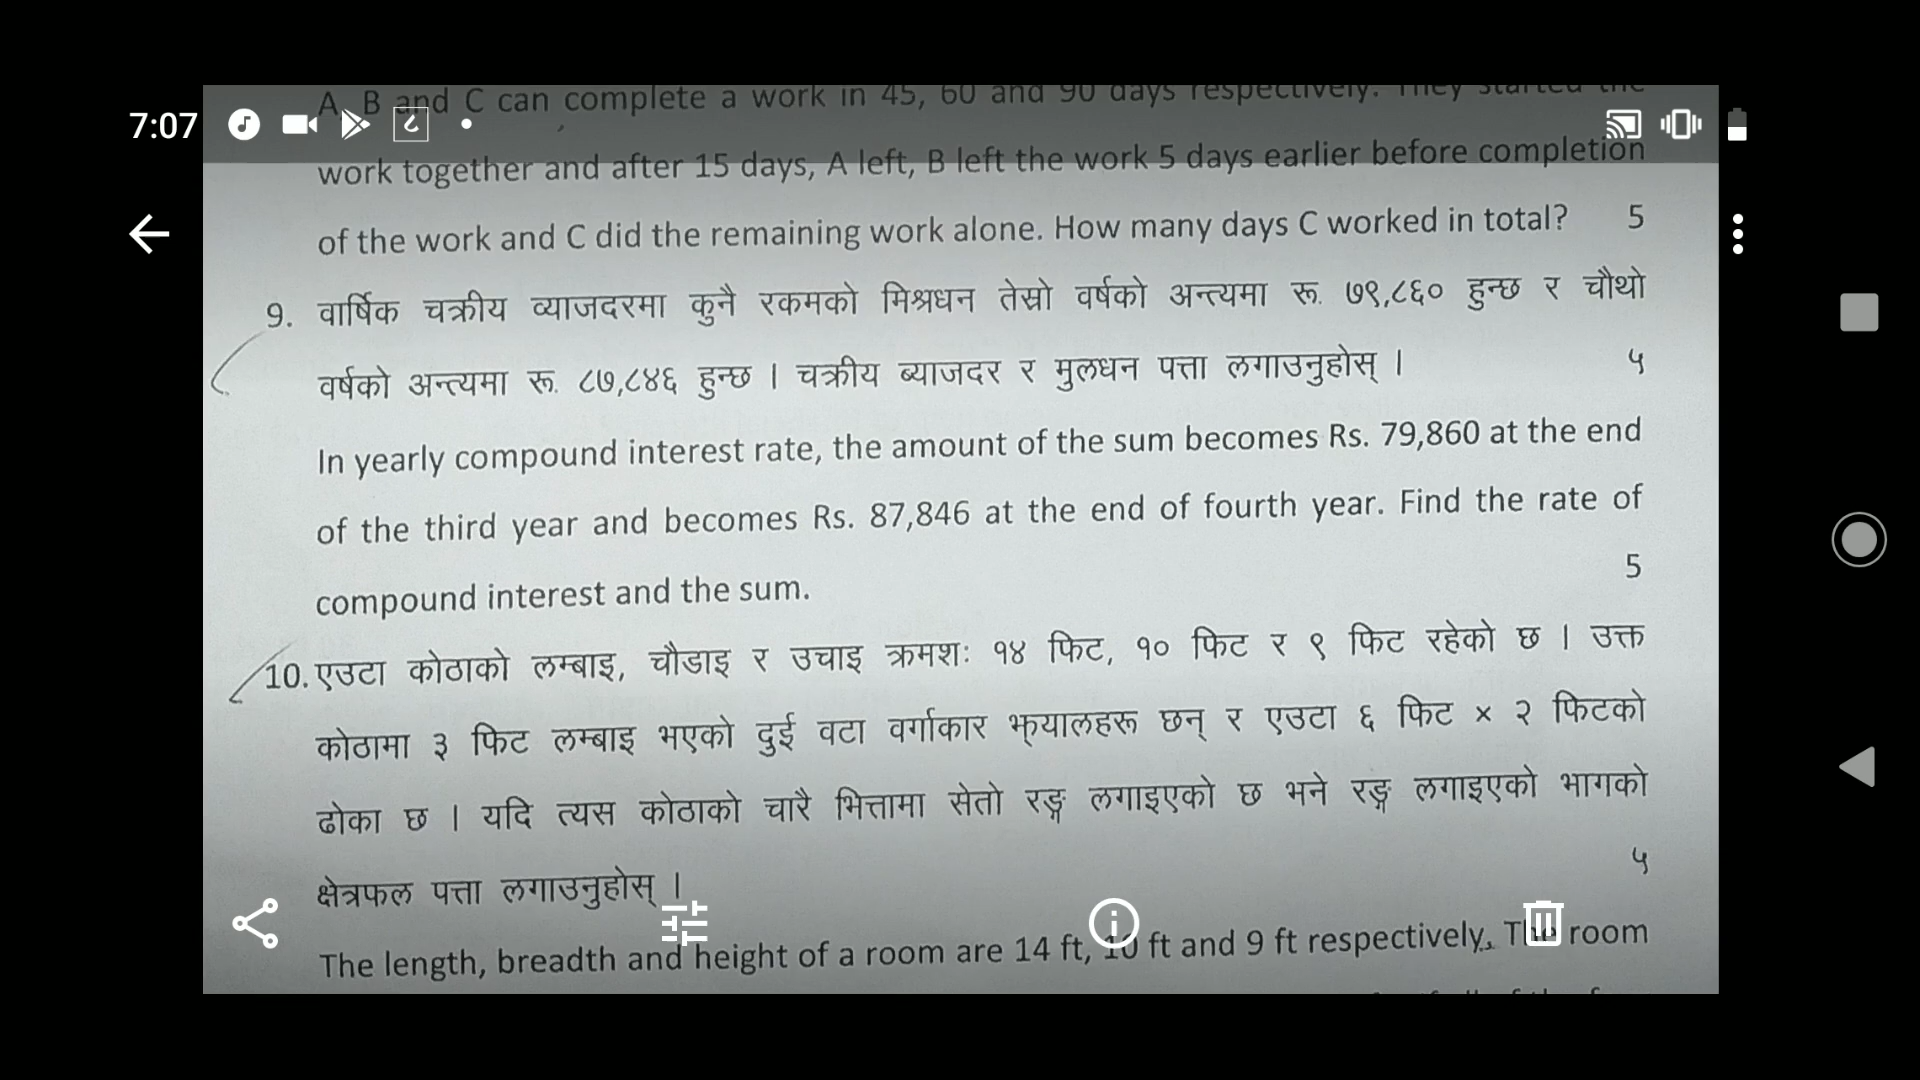 7:07
A, B and C can complete a work in 45, 60 and 90 days respectively. They started the
work together and after 15 days, A left, B left the work 5 days earlier before completion
of the work and C did the remaining work alone. How many days C worked in total? 5
9. वार्षिक चक्रीय व्याजदरमा कुनै रकमको मिश्रधन तेस्रो वर्षको अन्त्यमा रू. ७९,८६० हुन्छ र चौथो
वर्षको अन्त्यमा रू. ८७,८४६ हुन्छ । चक्रीय ब्याजदर र मुलधन पत्ता लगाउनुहोस् । ५
In yearly compound interest rate, the amount of the sum becomes Rs. 79,860 at the end
of the third year and becomes Rs. 87,846 at the end of fourth year. Find the rate of
compound interest and the sum. 5
10. एउटा कोठाको लम्बाइ, चौडाइ र उचाइ क्रमशः १४ फिट, १० फिट र ९ फिट रहेको छ । उक्त
कोठामा ३ फिट लम्बाइ भएको दुई वटा वर्गाकार झ्यालहरू छन् र एउटा ६ फिट × २ फिटको
ढोका छ । यदि त्यस कोठाको चारै भित्तामा सेतो रङ्ग लगाइएको छ भने रङ्ग लगाइएको भागको
क्षेत्रफल पत्ता लगाउनुहोस् । ५
The length, breadth and height of a room are 14 ft, 10 ft and 9 ft respectively. The room